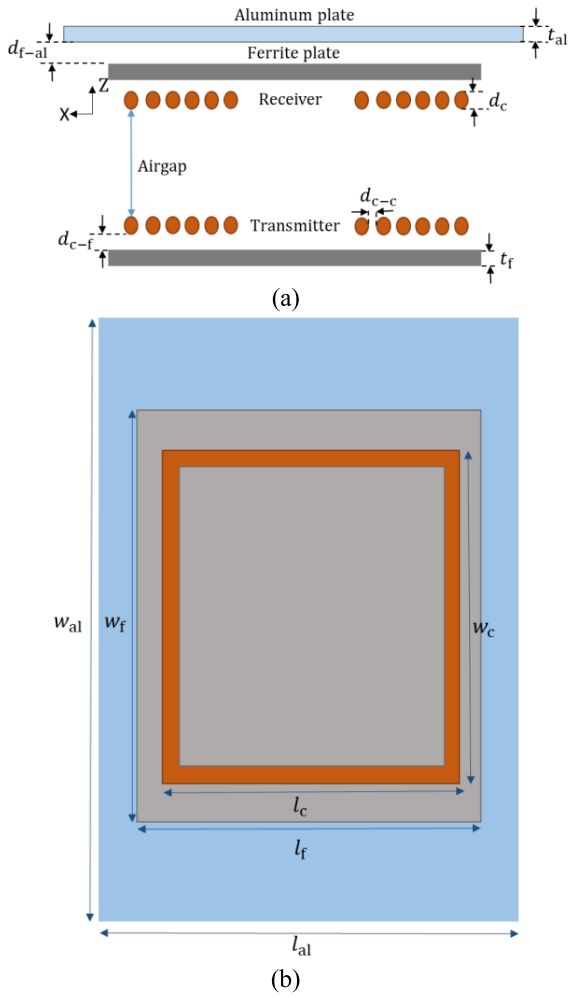 Aluminum plate
d_f−al
t_al
Ferrite plate
Z
X
Receiver
d_c
Airgap
d_c−c
d_c−f
Transmitter
t_f
(a)
w_al
w_f
w_c
l_c
l_f
l_al
(b)